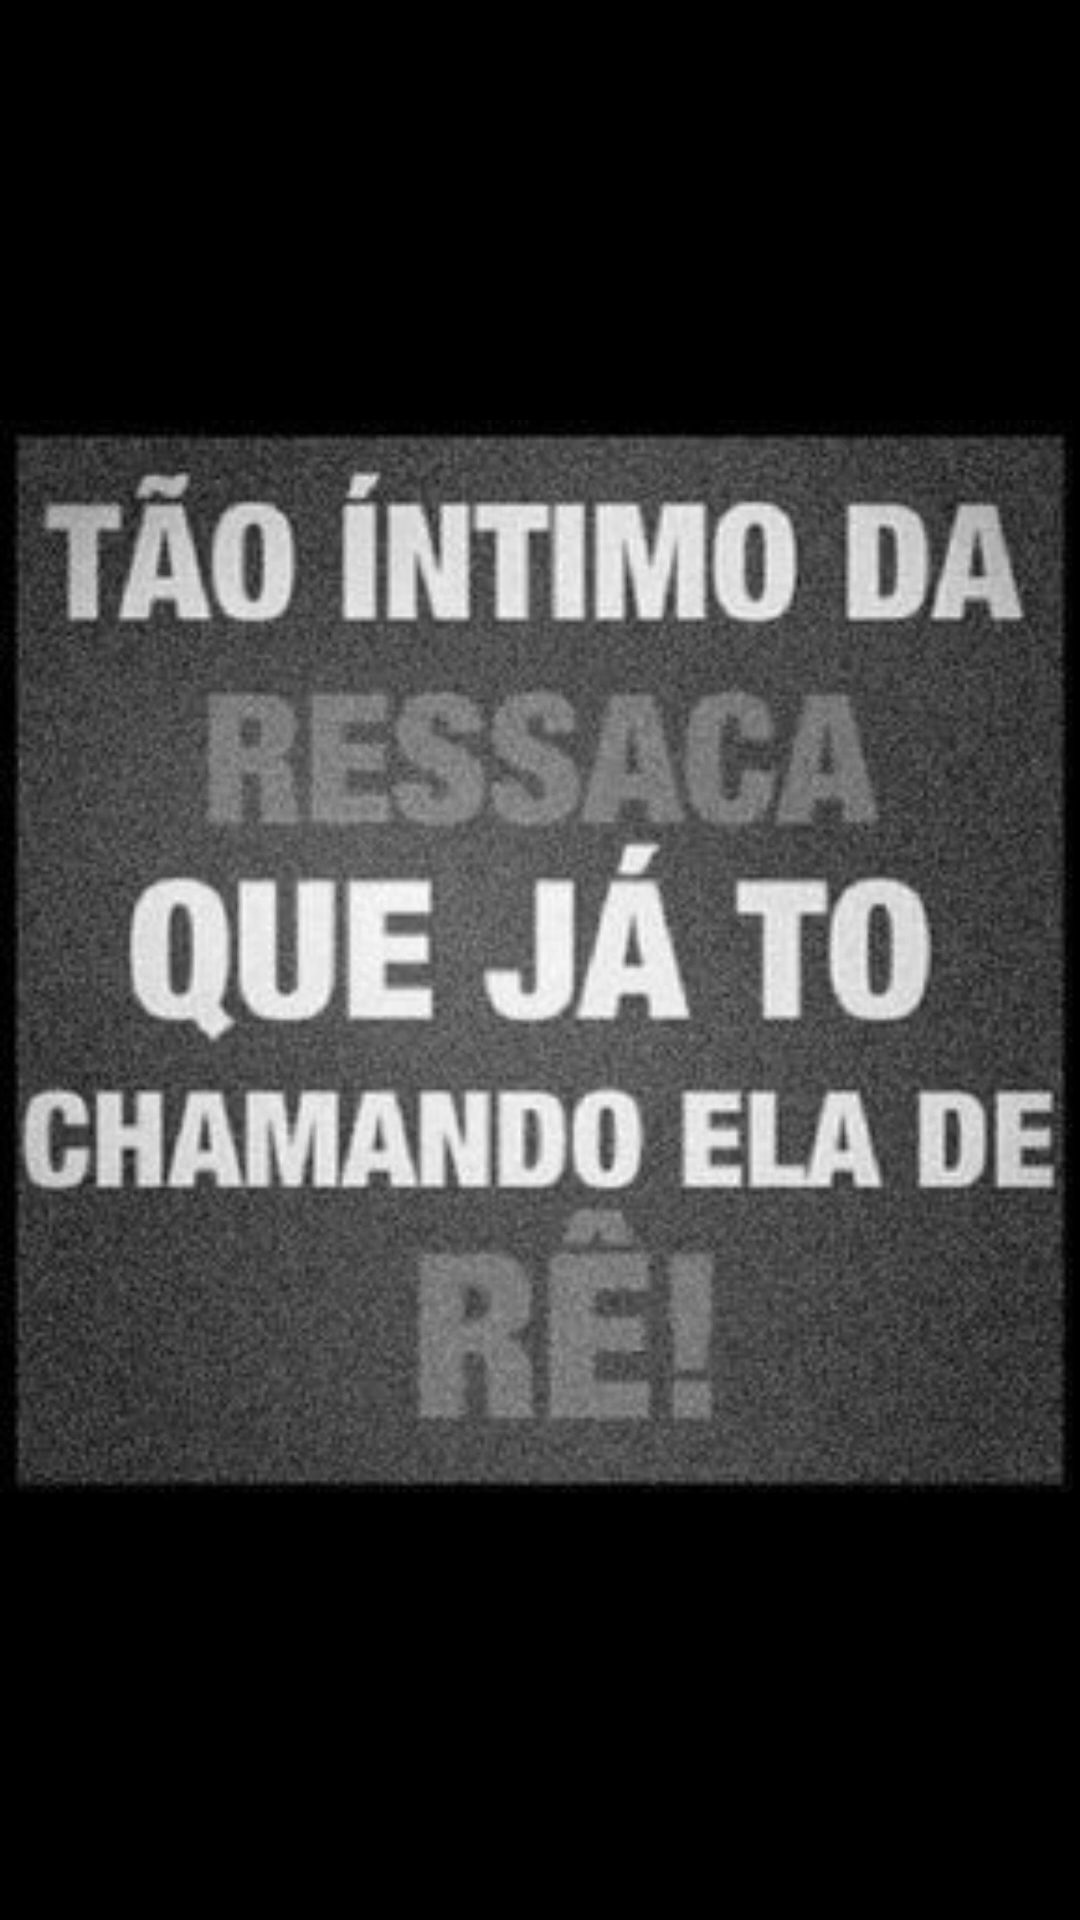 TÃO ÍNTIMO DA
RESSACA
QUE JÁ TO
CHAMANDO ELA DE
RÊ!